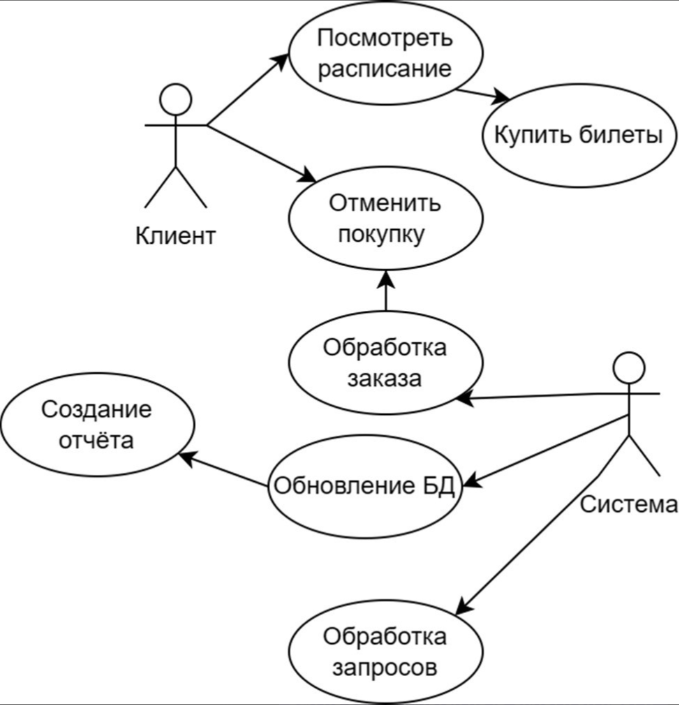 Посмотреть
расписание
Купить билеты
Отменить
покупку
Клиент
Обработка
заказа
Создание
отчёта
Обновление БД
Система
Обработка
запросов